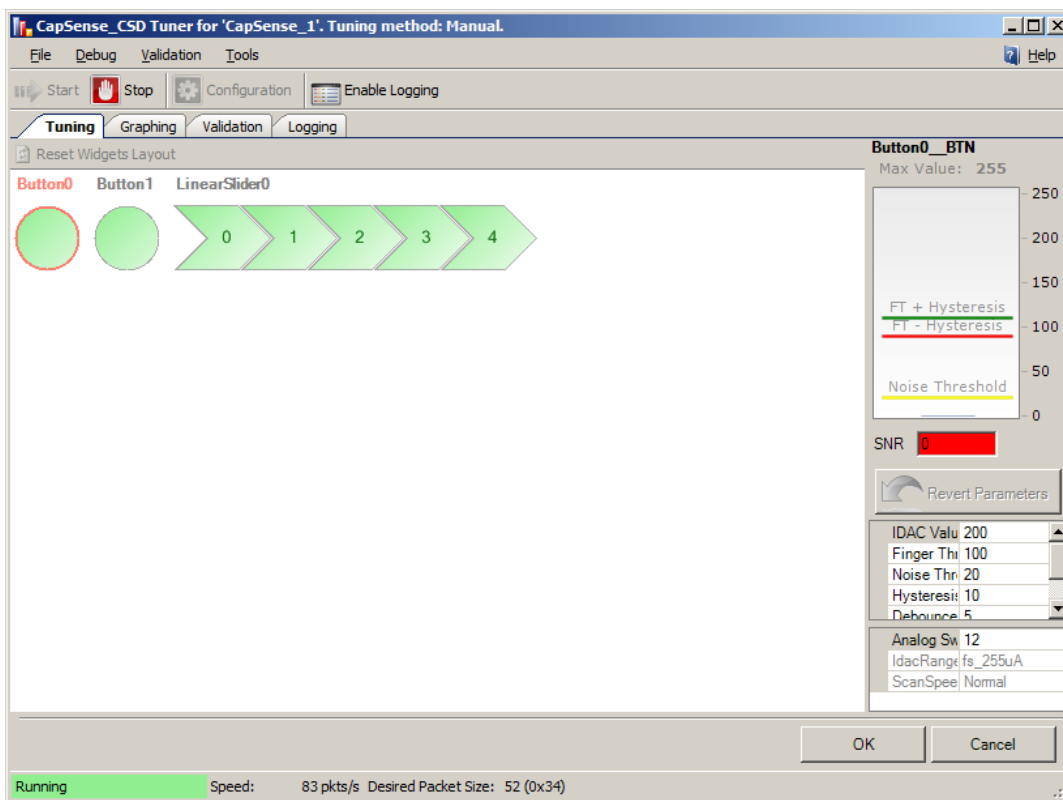 CapSense_CSD Tuner for 'CapSense_1'. Tuning method: Manual.
File Debug Validation Tools Help
Start Stop Configuration Enable Logging
Tuning Graphing Validation Logging
Reset Widgets Layout
Button0__BTN
Max Value: 255
Button0 Button1 LinearSlider0
0 1 2 3 4
250
200
150
FT + Hysteresis
FT - Hysteresis 100
50
Noise Threshold
0
SNR 0
Revert Parameters
IDAC Valu 200
Finger Thr 100
Noise Thr 20
Hysteresis 10
Debounce 5
Analog Sw 12
IdacRange fs_255uA
ScanSpee Normal
OK Cancel
Running Speed: 83 pkts/s Desired Packet Size: 52 (0x34)